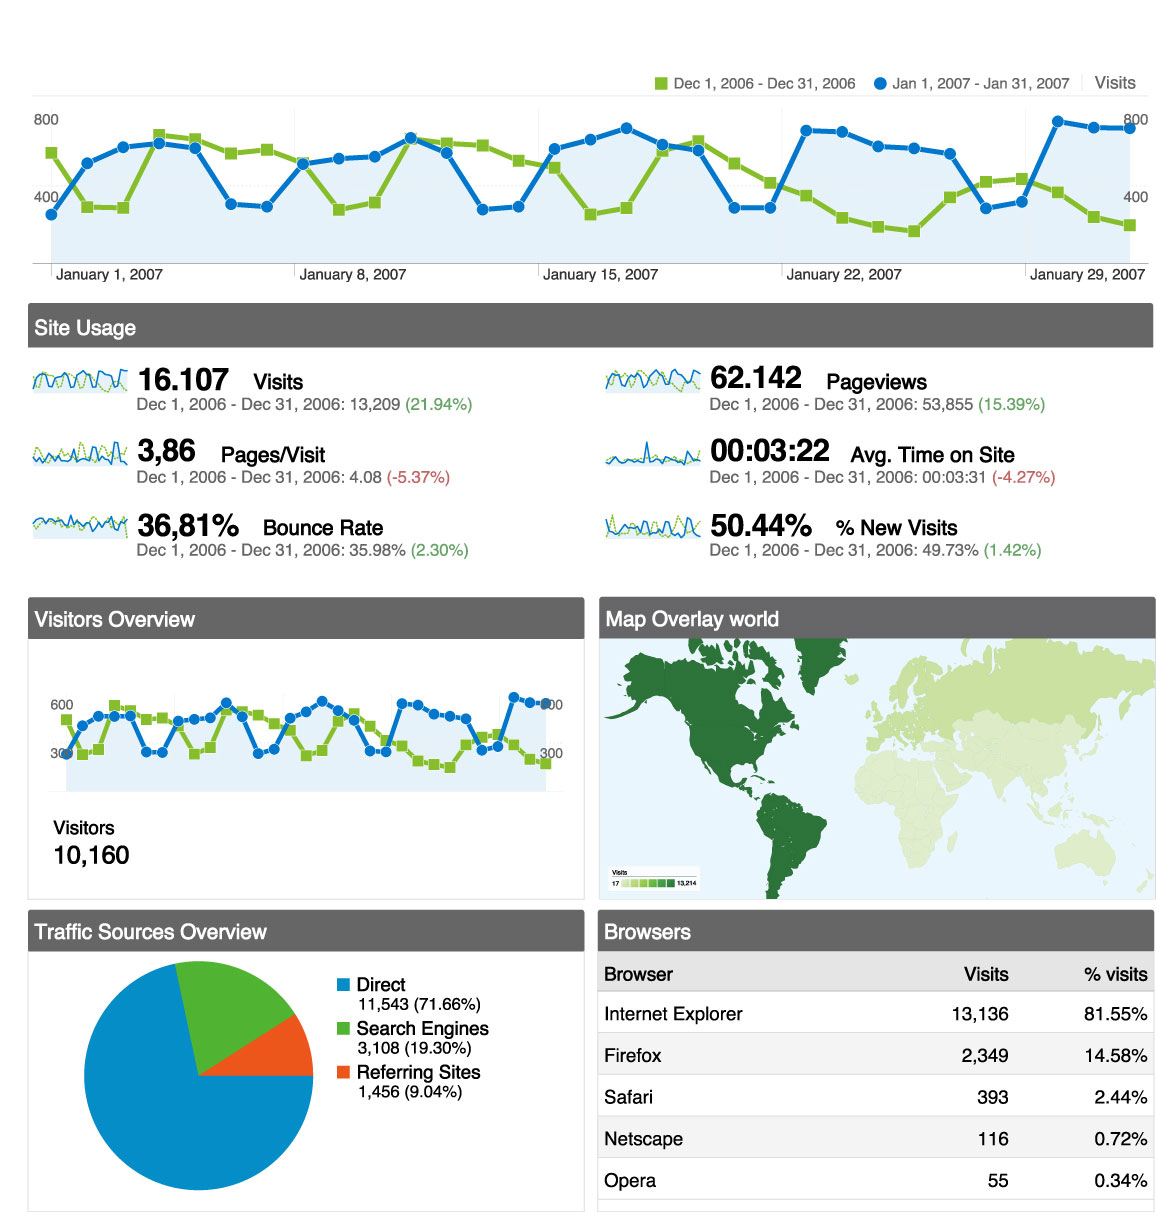 Dec 1, 2006 - Dec 31, 2006 Jan 1, 2007 - Jan 31, 2007 Visits
800 800
400 400
January 1, 2007 January 8, 2007 January 15, 2007 January 22, 2007 January 29, 2007
Site Usage
16.107 Visits
Dec 1, 2006 - Dec 31, 2006: 13,209 (21.94%)
62.142 Pageviews
Dec 1, 2006 - Dec 31, 2006: 53,855 (15.39%)
3,86 Pages/Visit
Dec 1, 2006 - Dec 31, 2006: 4.08 (-5.37%)
00:03:22 Avg. Time on Site
Dec 1, 2006 - Dec 31, 2006: 00:03:31 (-4.27%)
36,81% Bounce Rate
Dec 1, 2006 - Dec 31, 2006: 35.98% (2.30%)
50.44% % New Visits
Dec 1, 2006 - Dec 31, 2006: 49.73% (1.42%)
Visitors Overview
600 600
300 300
Visitors
10,160
Map Overlay world
Visits
17 13,214
Traffic Sources Overview
Direct
11,543 (71.66%)
Search Engines
3,108 (19.30%)
Referring Sites
1,456 (9.04%)
Browsers
Browser Visits % visits
Internet Explorer 13,136 81.55%
Firefox 2,349 14.58%
Safari 393 2.44%
Netscape 116 0.72%
Opera 55 0.34%